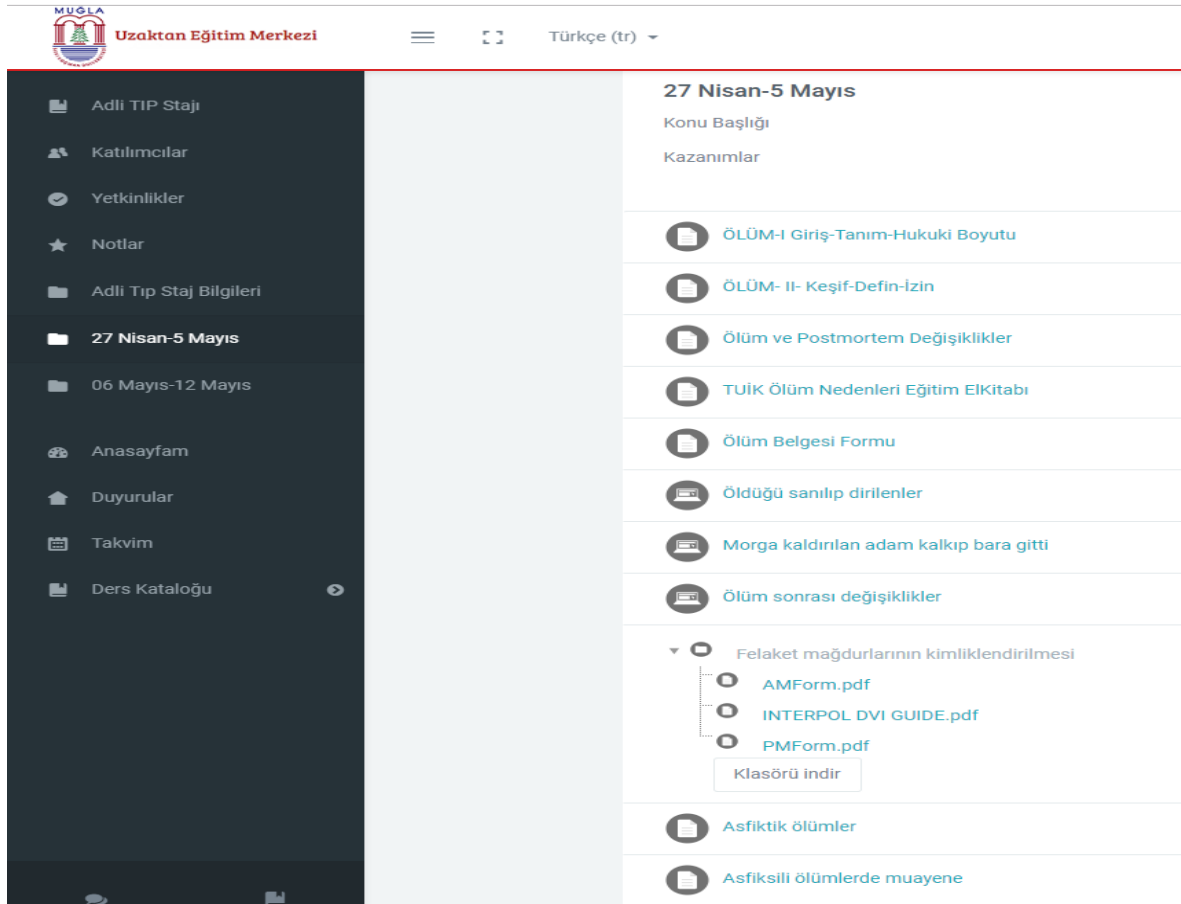 MUĞLA
Uzaktan Eğitim Merkezi
Türkçe (tr)
Adli TIP Stajı
Katılımcılar
Yetkinlikler
Notlar
Adli Tıp Staj Bilgileri
27 Nisan-5 Mayıs
06 Mayıs-12 Mayıs
Anasayfam
Duyurular
Takvim
Ders Kataloğu
27 Nisan-5 Mayıs
Konu Başlığı
Kazanımlar
ÖLÜM-I Giriş-Tanım-Hukuki Boyutu
ÖLÜM- II- Keşif-Defin-İzin
Ölüm ve Postmortem Değişiklikler
TUİK Ölüm Nedenleri Eğitim ElKitabı
Ölüm Belgesi Formu
Öldüğü sanılıp dirilenler
Morga kaldırılan adam kalkıp bara gitti
Ölüm sonrası değişiklikler
Felaket mağdurlarının kimliklendirilmesi
AMForm.pdf
INTERPOL DVI GUIDE.pdf
PMForm.pdf
Klasörü indir
Asfiktik ölümler
Asfiksili ölümlerde muayene